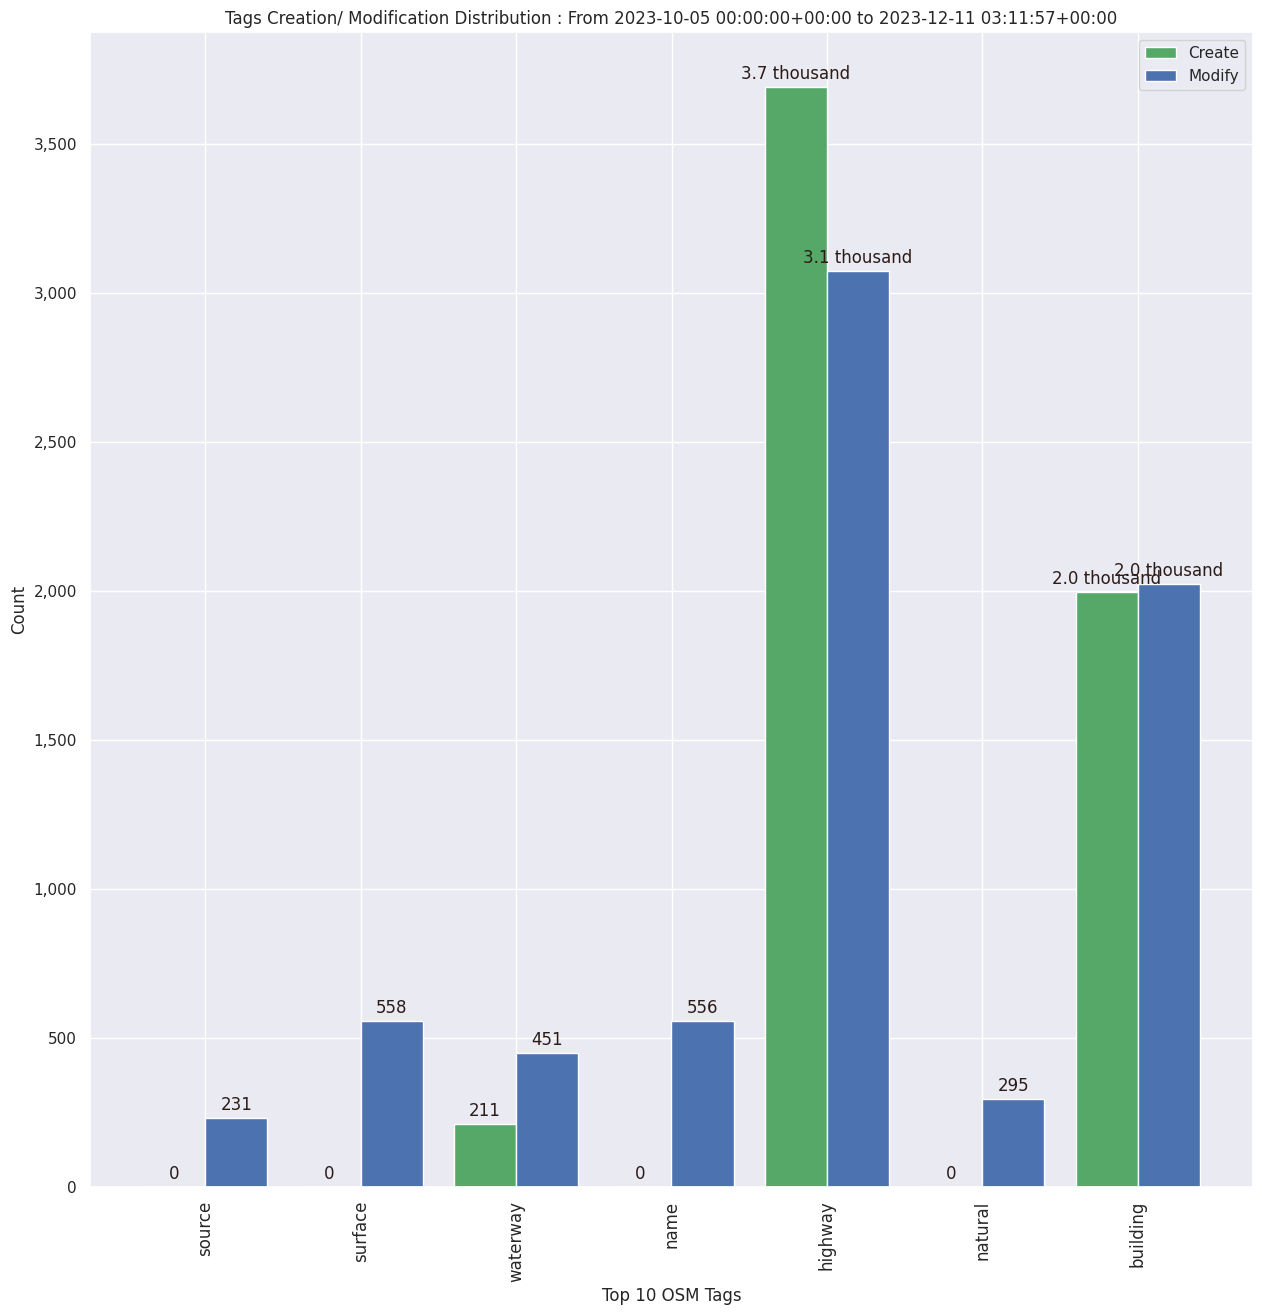 Tags Creation/ Modification Distribution : From 2023-10-05 00:00:00+00:00 to 2023-12-11 03:11:57+00:00
Create
Modify
3.7 thousand
3.1 thousand
2.0 thousand
2.0 thousand
558
556
451
295
231
211
0
0
0
0
3,500
3,000
2,500
2,000
1,500
1,000
500
0
Count
source
surface
waterway
name
highway
natural
building
Top 10 OSM Tags